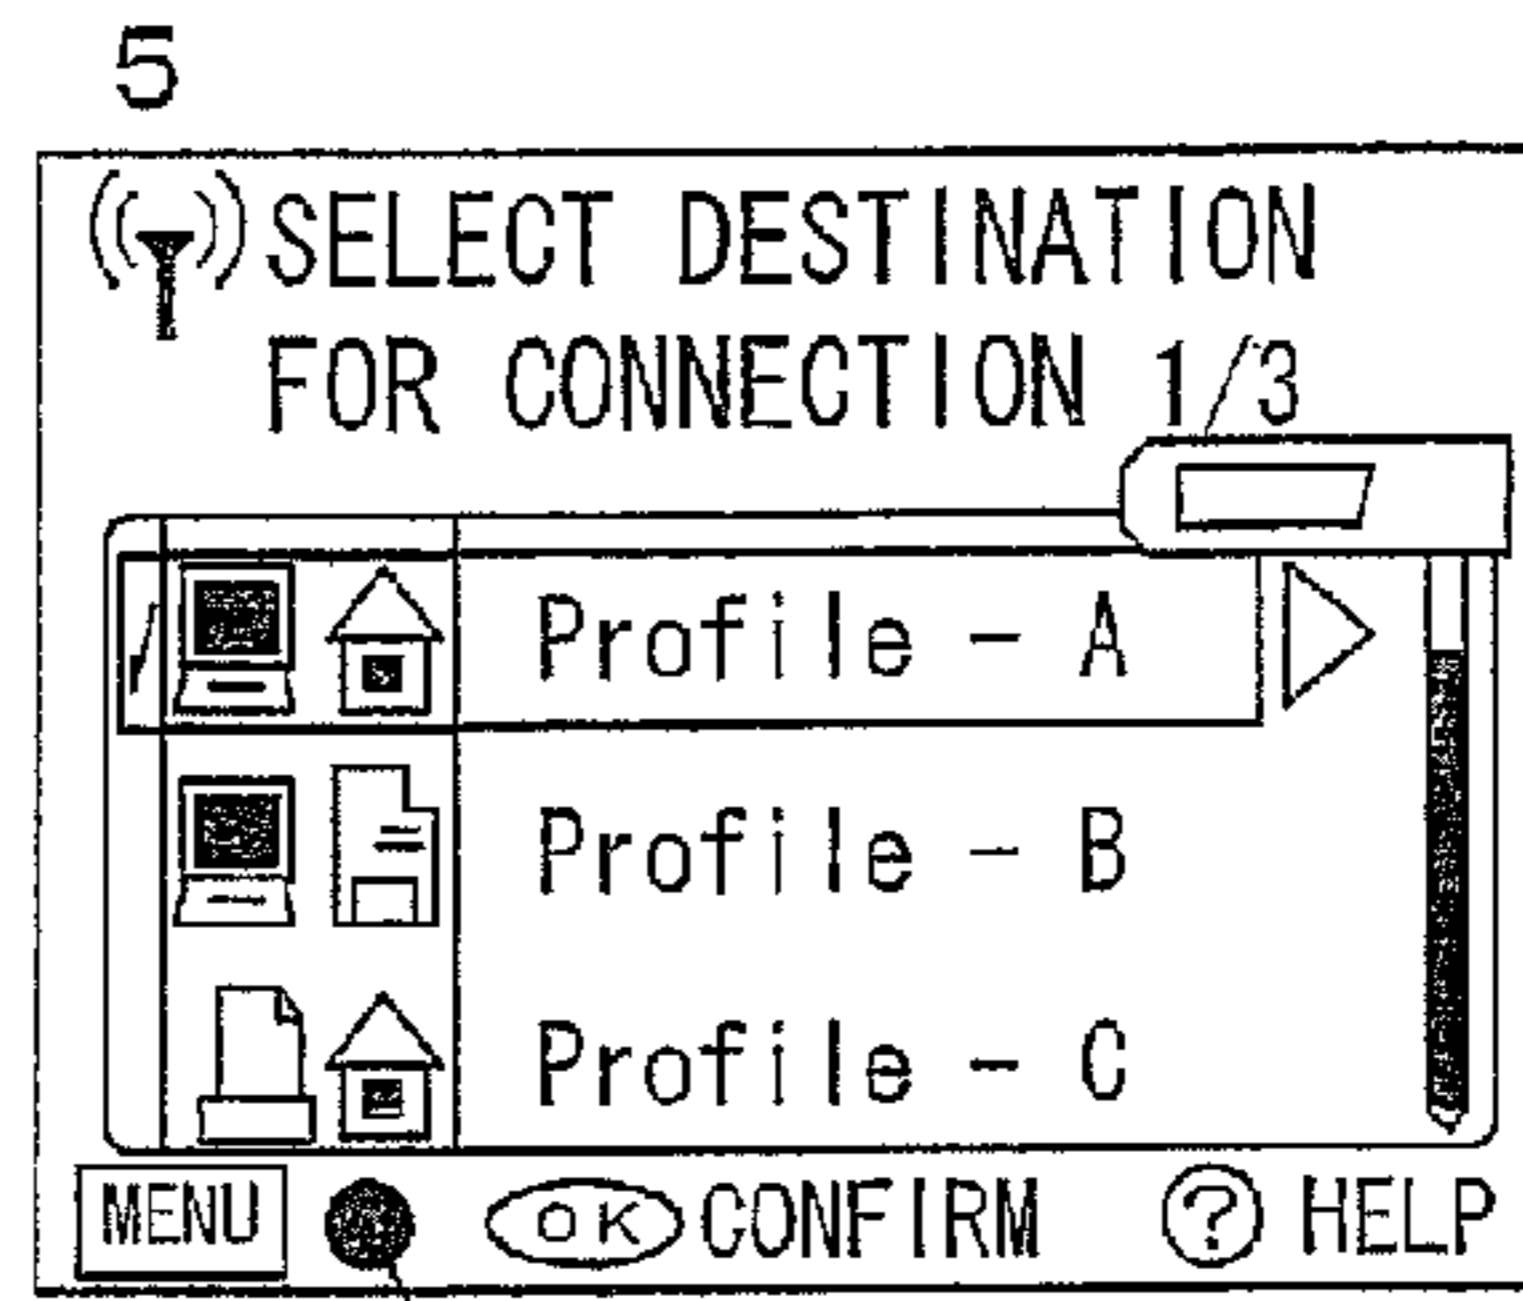 5
SELECT DESTINATION
FOR CONNECTION 1/3
Profile - A
Profile - B
Profile - C
MENU OK CONFIRM ? HELP